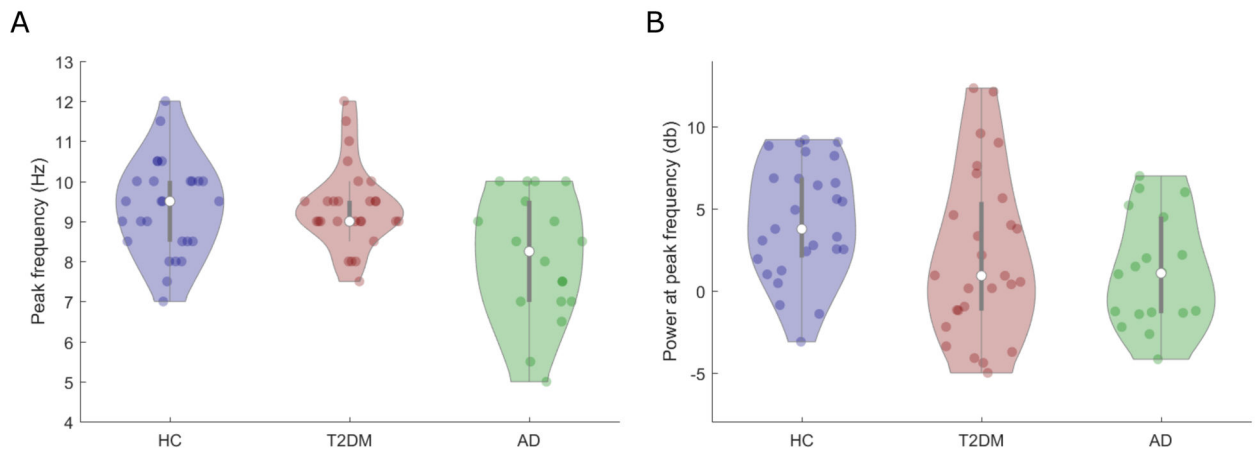 A
B
Peak frequency (Hz)
13
12
11
10
9
8
7
6
5
4
HC
T2DM
AD
Power at peak frequency (db)
10
5
0
-5
HC
T2DM
AD